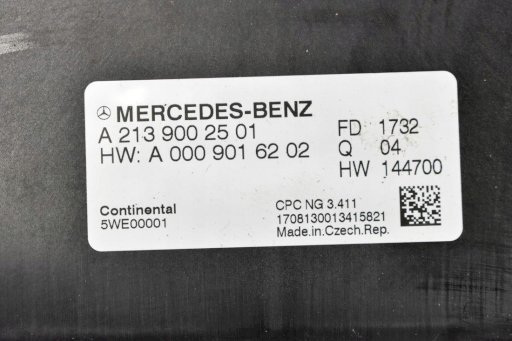 MERCEDES-BENZ
A 213 900 25 01
HW: A 000 901 62 02
FD 1732
Q 04
HW 144700
Continental
5WE00001
CPC NG 3.411
1708130013415821
Made.in.Czech.Rep.